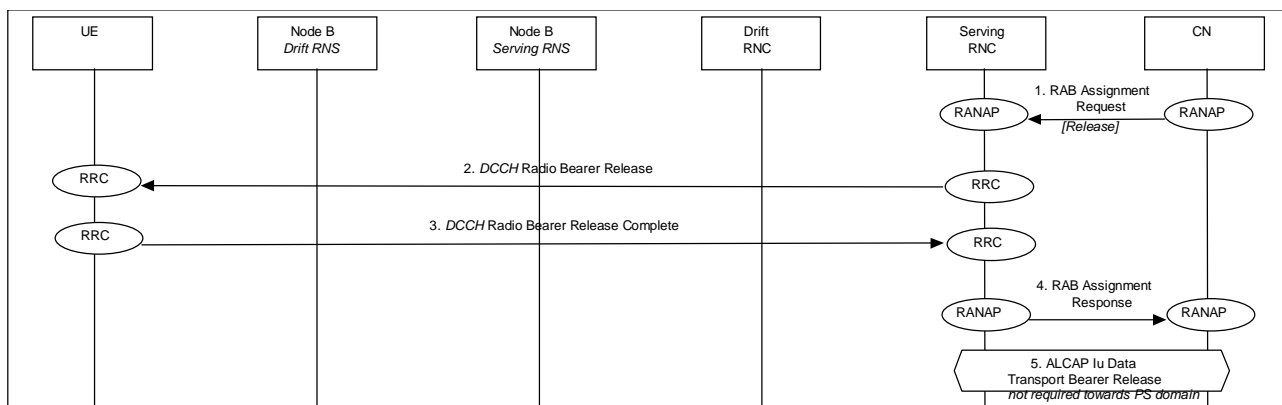 UE
Node B
Drift RNS
Node B
Serving RNS
Drift
RNC
Serving
RNC
CN
1. RAB Assignment
Request
[Release]
RANAP
RANAP
2. DCCH Radio Bearer Release
RRC
RRC
3. DCCH Radio Bearer Release Complete
RRC
RRC
4. RAB Assignment
Response
RANAP
RANAP
5. ALCAP Iu Data
Transport Bearer Release
not required towards PS domain